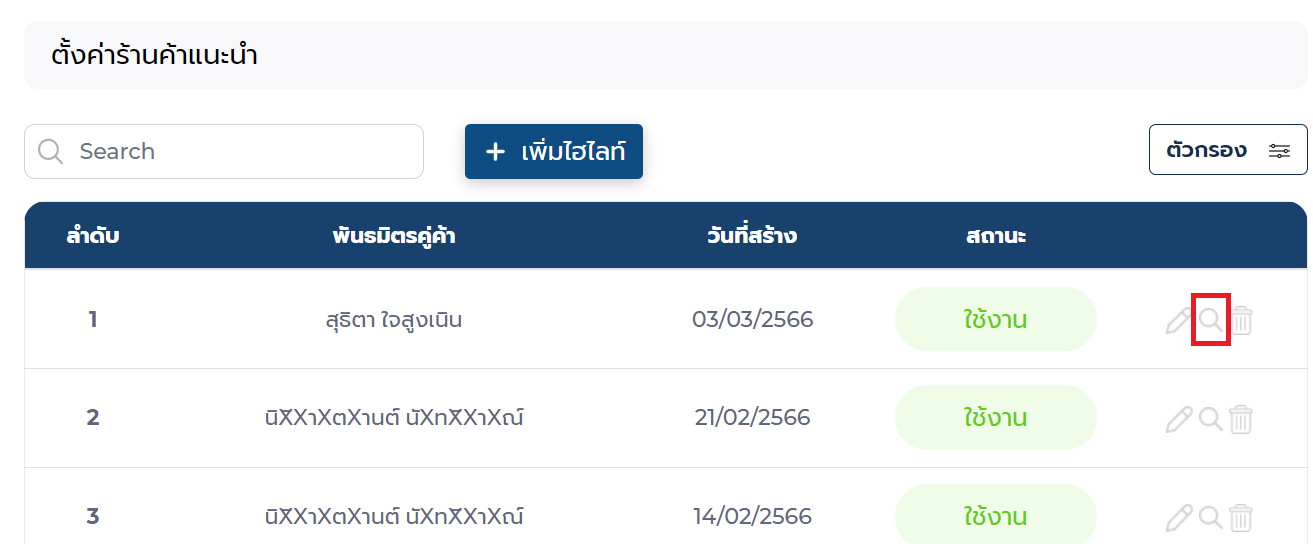 ตั้งค่าร้านค้าแนะนำ
Search
+ เพิ่มไฮไลท์
ตัวกรอง
ลำดับ พันธมิตรคู่ค้า วันที่สร้าง สถานะ
1 สุธิตา ใจสูงเนิน 03/03/2566 ใช้งาน
2 นิXัXาXตXานต์ นัXทXัXาXณ์ 21/02/2566 ใช้งาน
3 นิXัXาXตXานต์ นัXทXัXาXณ์ 14/02/2566 ใช้งาน